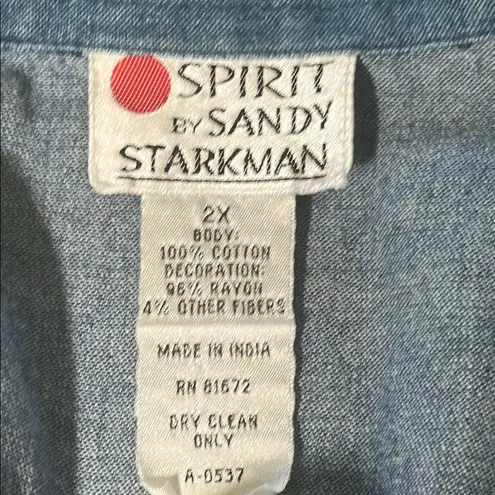 SPIRIT
BY SANDY
STARKMAN
2X
BODY:
100% COTTON
DECORATION:
96% RAYON
4% OTHER FIBERS
MADE IN INDIA
RN 81672
DRY CLEAN
ONLY
A-0537